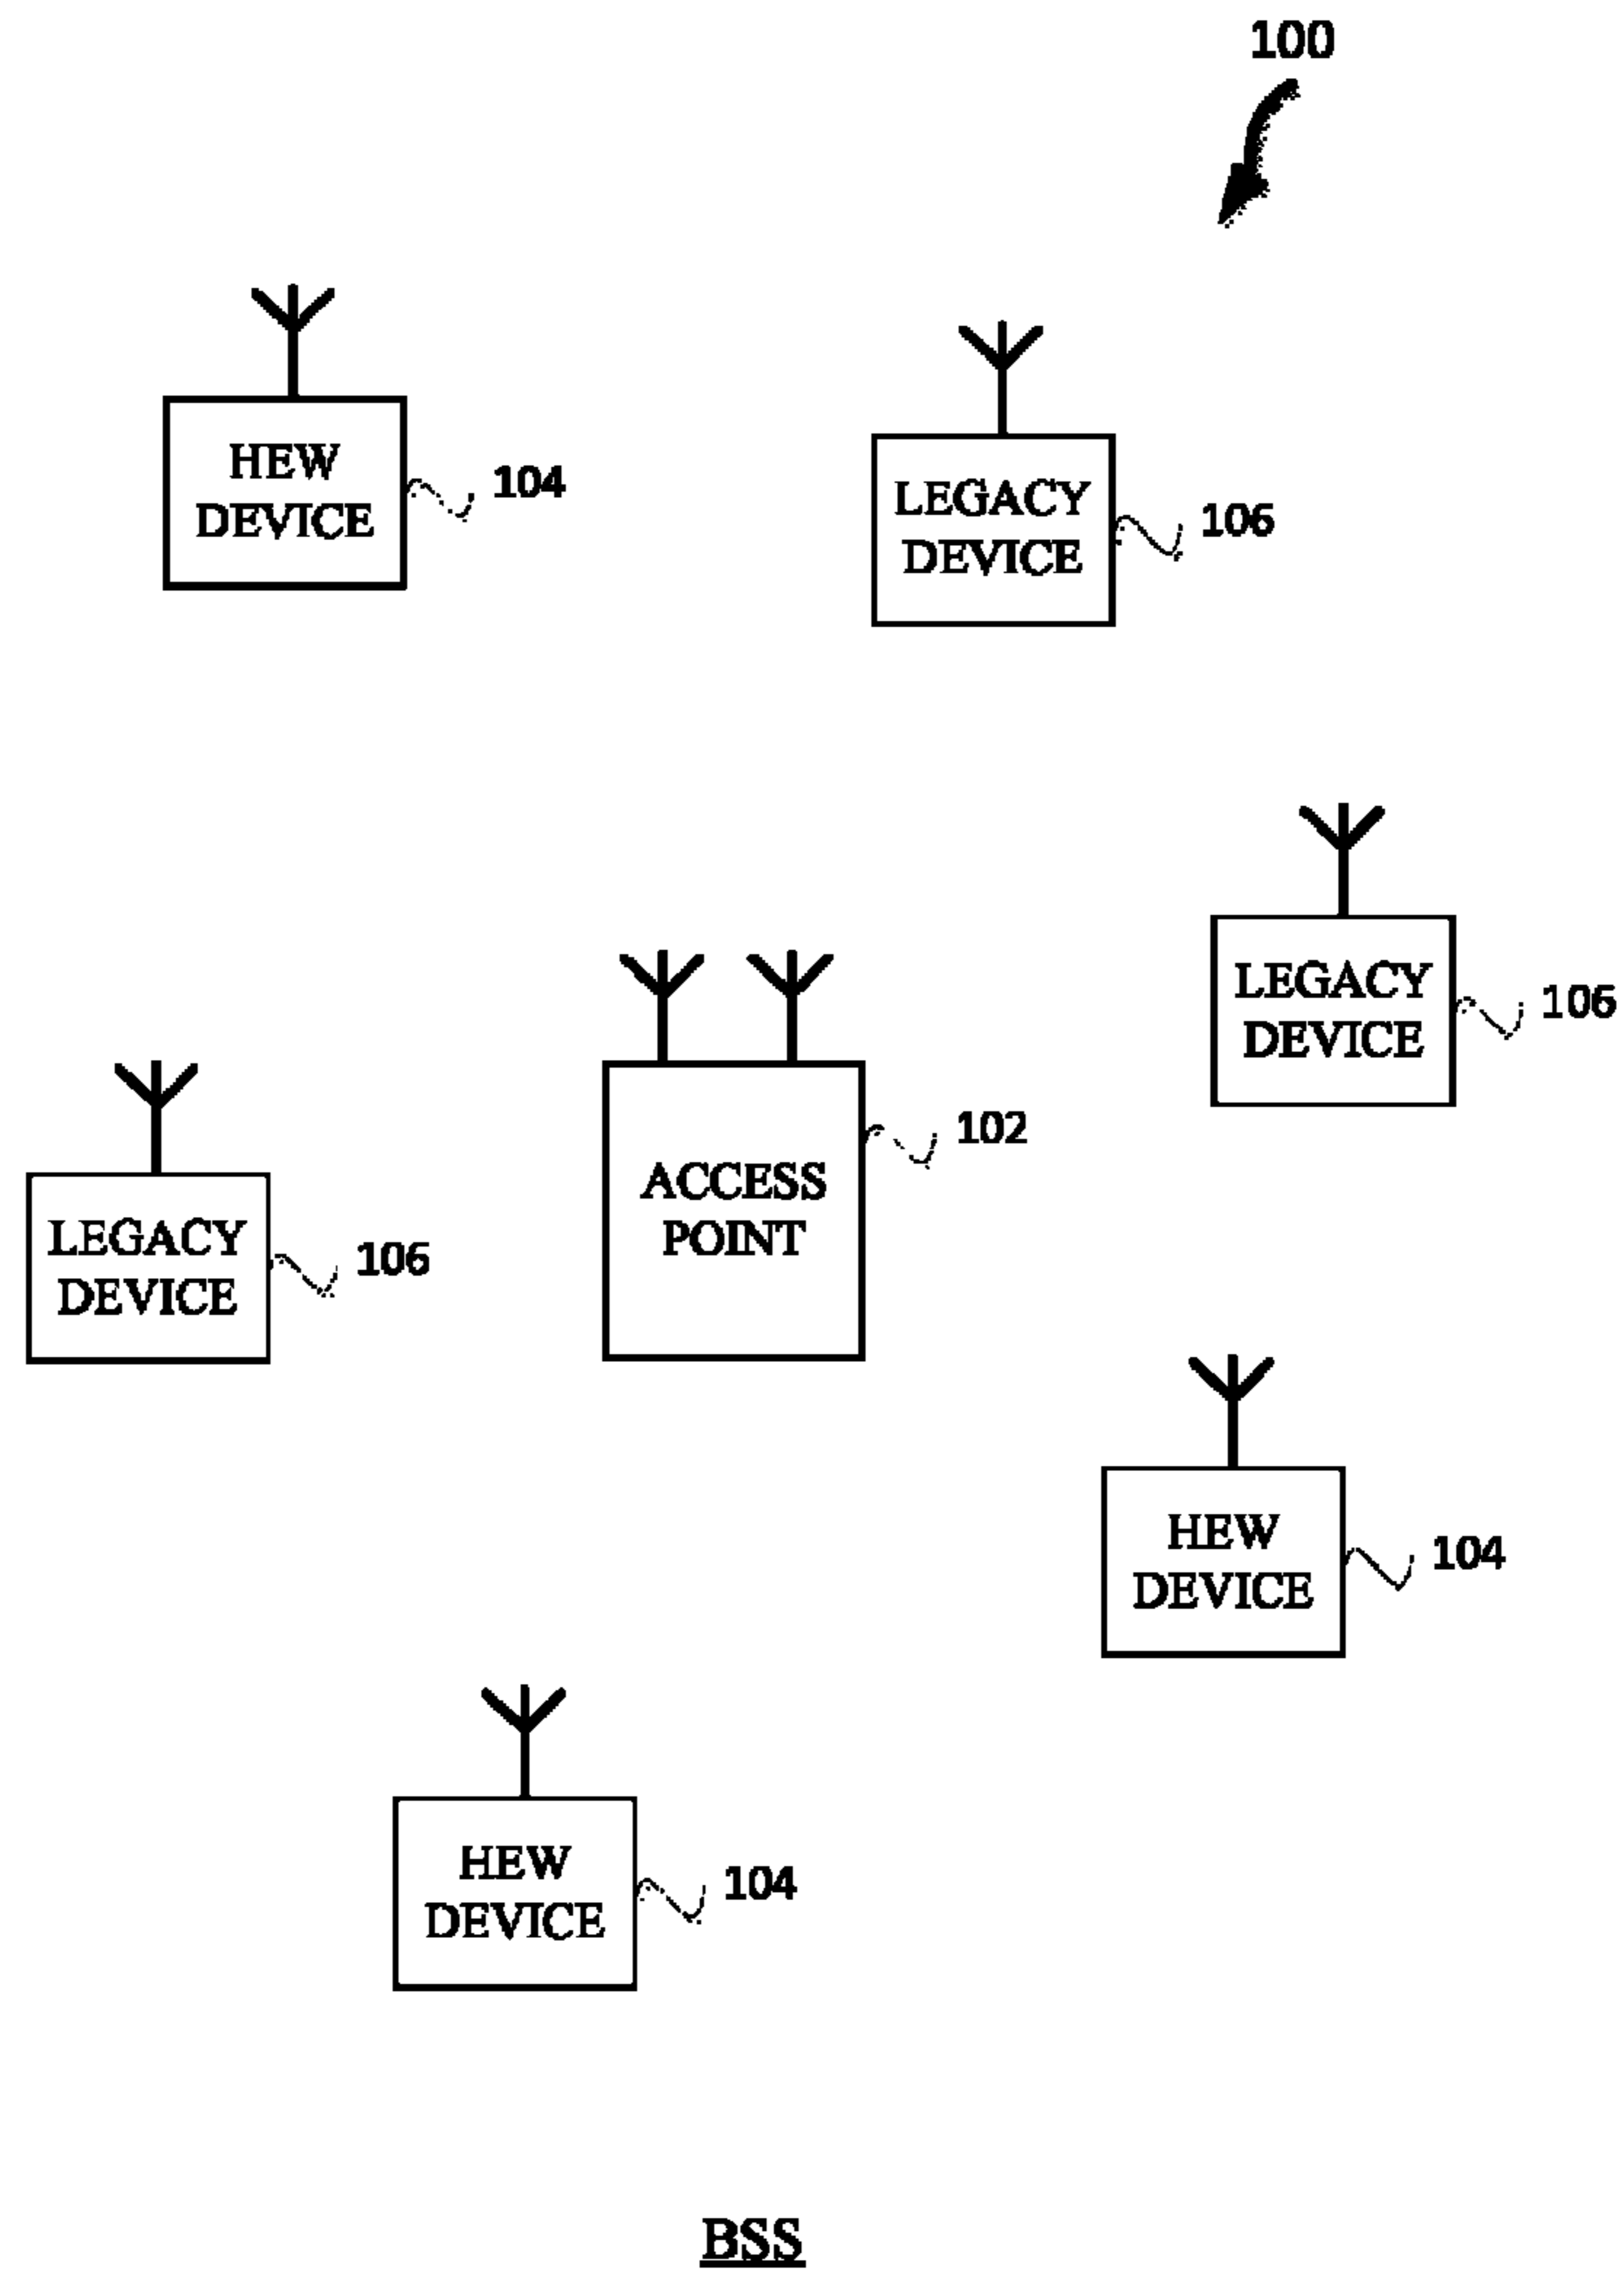 100
HEW
DEVICE
104
LEGACY
DEVICE
106
LEGACY
DEVICE
106
ACCESS
POINT
102
LEGACY
DEVICE
106
HEW
DEVICE
104
HEW
DEVICE
104
BSS